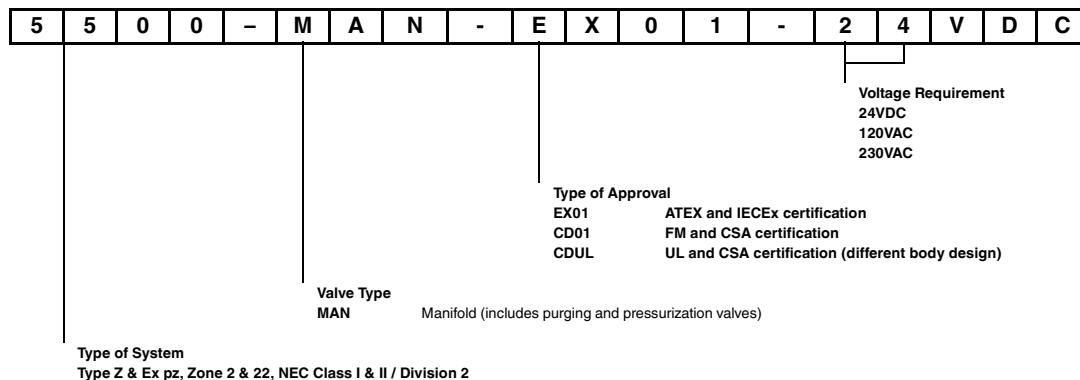 5 5 0 0 – M A N - E X 0 1 - 2 4 V D C
Voltage Requirement
24VDC
120VAC
230VAC
Type of Approval
EX01 ATEX and IECEx certification
CD01 FM and CSA certification
CDUL UL and CSA certification (different body design)
Valve Type
MAN Manifold (includes purging and pressurization valves)
Type of System
Type Z & Ex pz, Zone 2 & 22, NEC Class I & II / Division 2